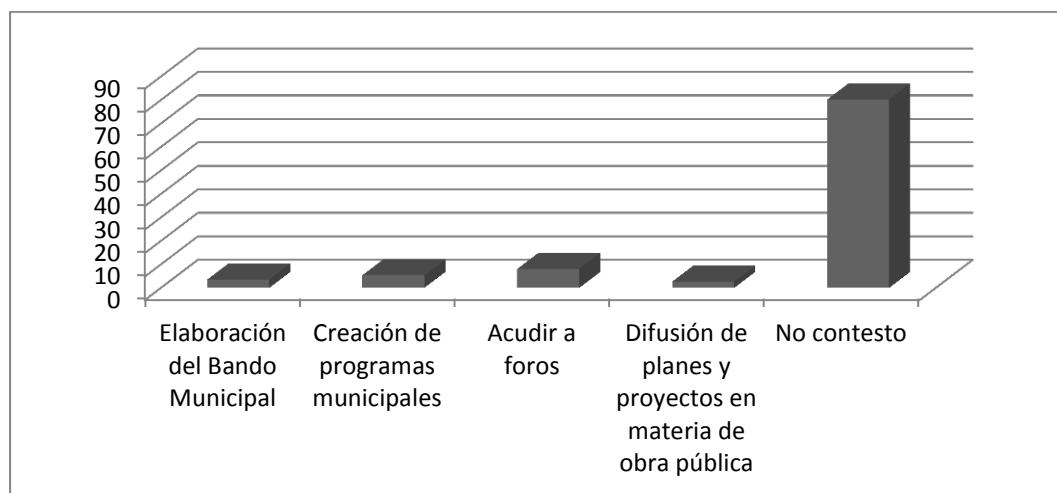 90
80
70
60
50
40
30
20
10
0
Elaboración
del Bando
Municipal
Creación de
programas
municipales
Acudir a
foros
Difusión de
planes y
proyectos en
materia de
obra pública
No contesto